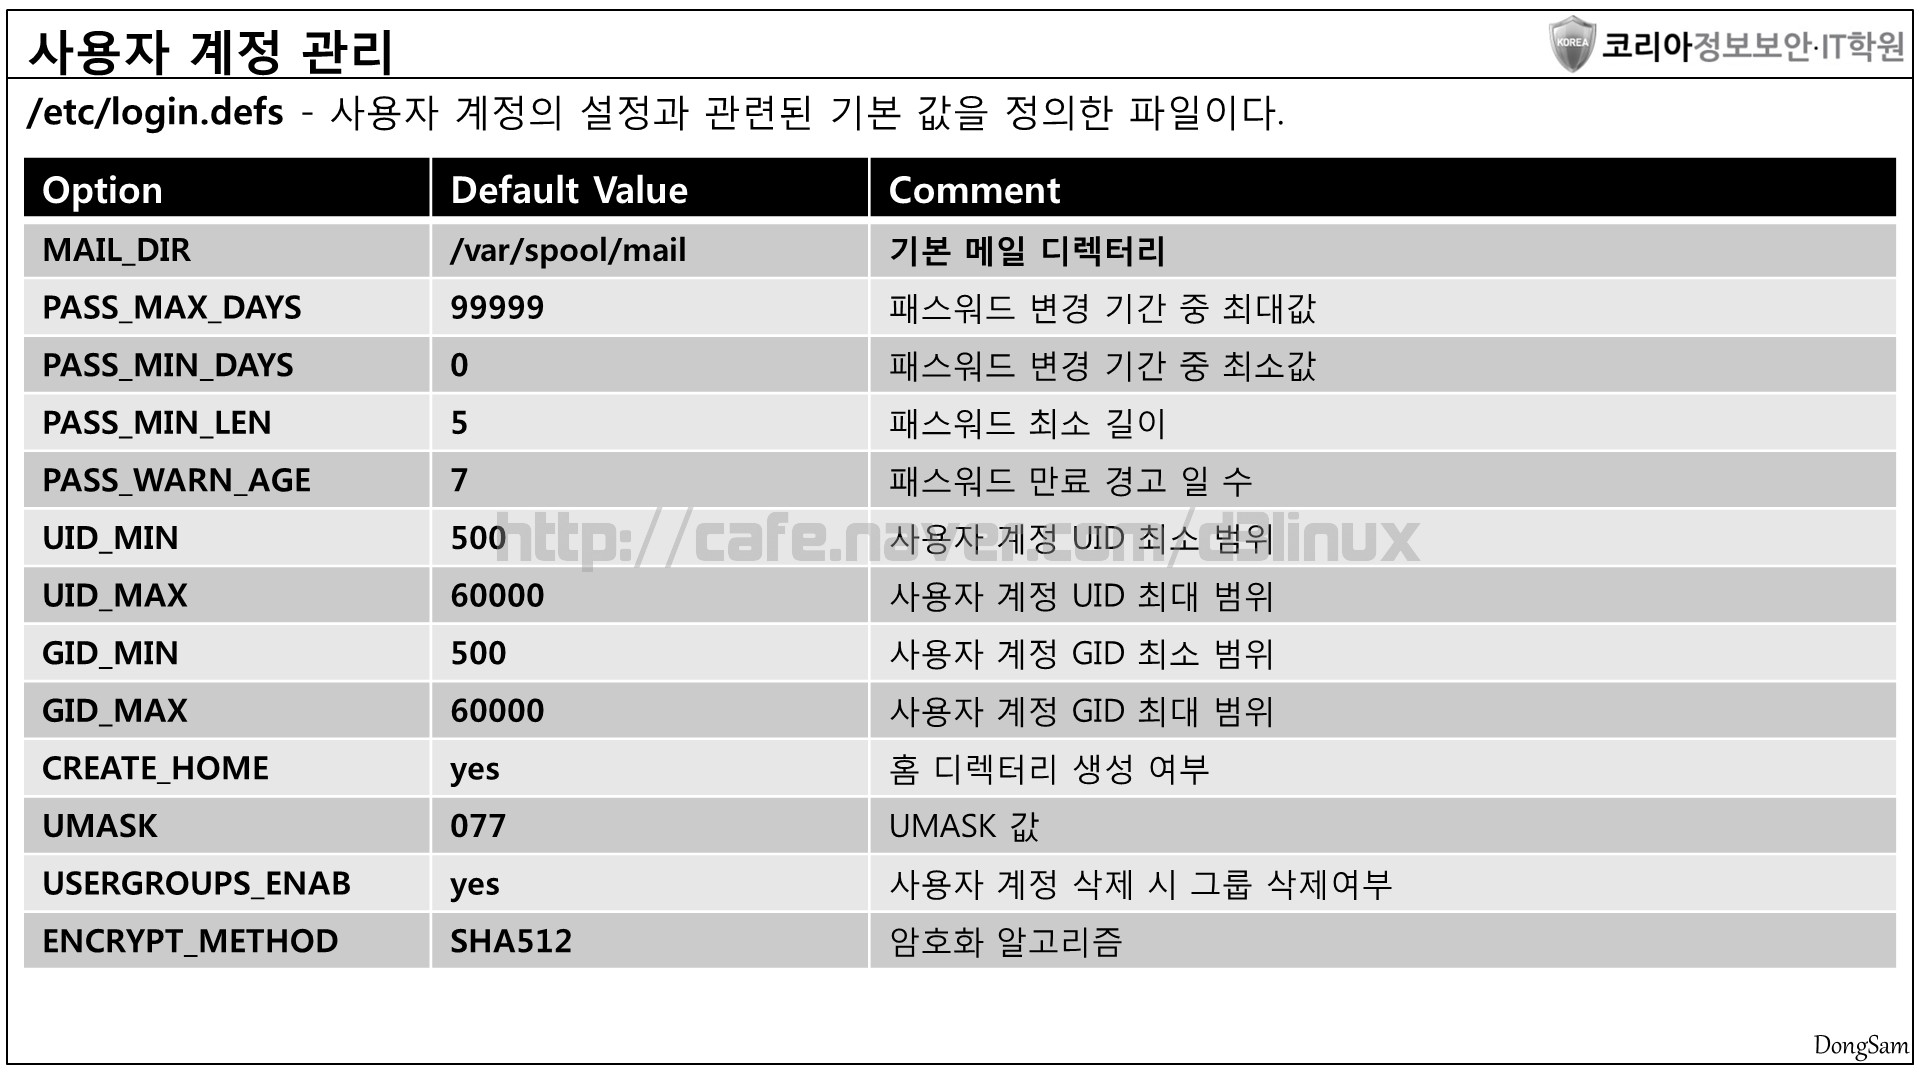 사용자 계정 관리
KOREA 코리아정보보안·IT학원
/etc/login.defs - 사용자 계정의 설정과 관련된 기본 값을 정의한 파일이다.
Option Default Value Comment
MAIL_DIR /var/spool/mail 기본 메일 디렉터리
PASS_MAX_DAYS 99999 패스워드 변경 기간 중 최대값
PASS_MIN_DAYS 0 패스워드 변경 기간 중 최소값
PASS_MIN_LEN 5 패스워드 최소 길이
PASS_WARN_AGE 7 패스워드 만료 경고 일 수
UID_MIN 500 사용자 계정 UID 최소 범위
http://cafe.naver.com/d3linux
UID_MAX 60000 사용자 계정 UID 최대 범위
GID_MIN 500 사용자 계정 GID 최소 범위
GID_MAX 60000 사용자 계정 GID 최대 범위
CREATE_HOME yes 홈 디렉터리 생성 여부
UMASK 077 UMASK 값
USERGROUPS_ENAB yes 사용자 계정 삭제 시 그룹 삭제여부
ENCRYPT_METHOD SHA512 암호화 알고리즘
DongSam